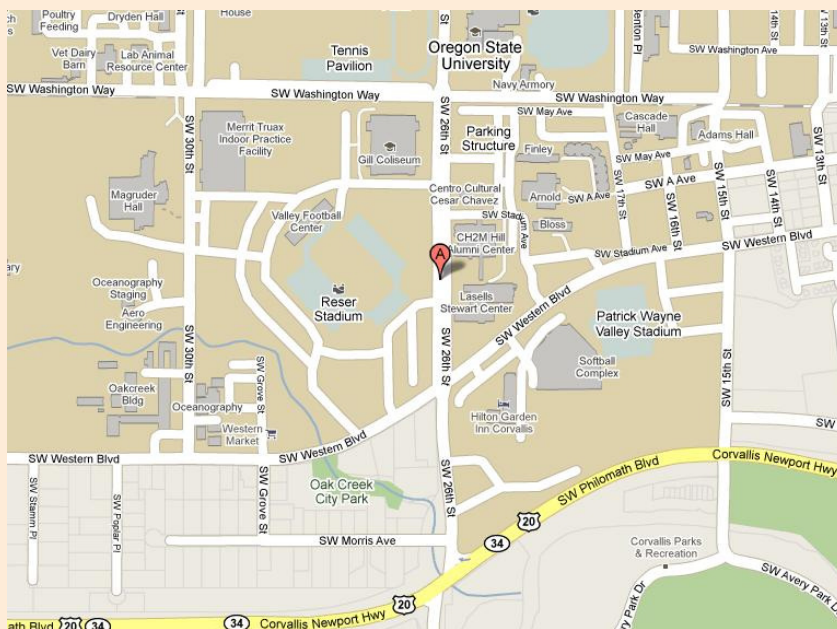 Poultry
Feeding
Dryden Hall
House
Vet Dairy
Barn
Lab Animal
Resource Center
Tennis
Pavilion
Oregon State
University
Navy Armory
SW Washington Ave
14th St
SW 13th St
SW Washington Way
SW Washington Way
SW Washington Way
SW 30th St
Merrit Truax
Indoor Practice
Facility
Gill Coliseum
SW 26th St
Parking
Structure
SW May Ave
Finley
Cascade
Hall
Adams Hall
SW May Ave
SW A Ave
SW A Ave
Arnold
Bloss
SW 17th St
SW 16th St
SW 15th St
SW 14th St
SW 13th St
Magruder
Hall
Valley Football
Center
Centro Cultural
Cesar Chavez
SW Stadium Ave
CH2M Hill
Alumni Center
SW Stadium Ave
SW Western Blvd
A
Oceanography
Staging
Aero
Engineering
Reser
Stadium
Lasells
Stewart Center
SW Western Blvd
Patrick Wayne
Valley Stadium
SW 30th St
SW Grove St
SW 26th St
Softball
Complex
SW 15th St
Oakcreek
Bldg
Oceanography
Western
Market
Hilton Garden
Inn Corvallis
SW Western Blvd
SW Western Blvd
SW
SW Stamm Pl
SW Poplar Pl
SW Grove St
Oak Creek
City Park
SW 26th St
SW Philomath Blvd
Corvallis Newport Hwy
20
34
SW Morris Ave
Corvallis Parks
& Recreation
SW Avery Park D
y Park Dr
20
ath Blvd
20
34
34
Corvallis Newport Hwy